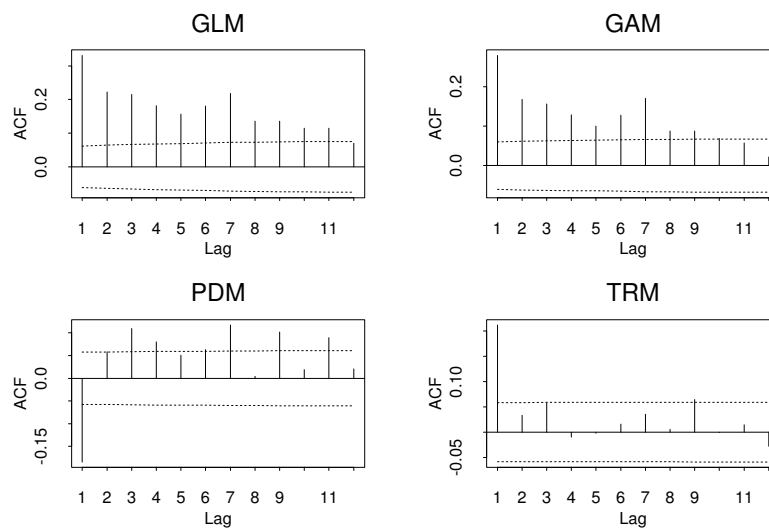 GLM
ACF
0.2
0.0
1 2 3 4 5 6 7 8 9 11
Lag
GAM
ACF
0.2
0.0
1 2 3 4 5 6 7 8 9 11
Lag
PDM
ACF
0.0
-0.15
1 2 3 4 5 6 7 8 9 11
Lag
TRM
ACF
0.10
-0.05
1 2 3 4 5 6 7 8 9 11
Lag